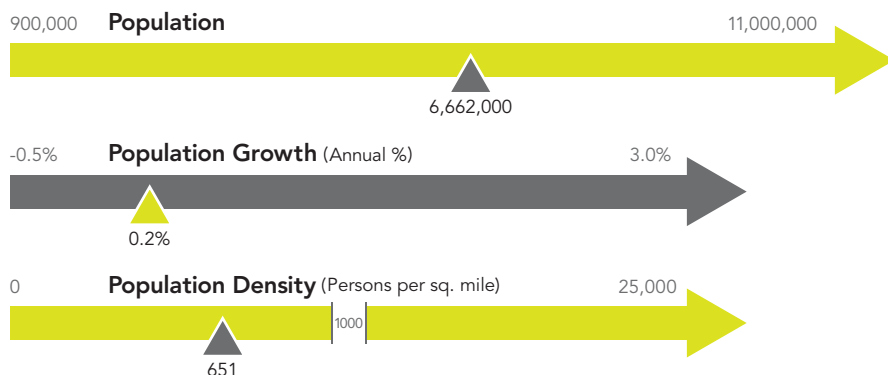 900,000 Population 11,000,000
6,662,000
-0.5% Population Growth (Annual %) 3.0%
0.2%
0 Population Density (Persons per sq. mile) 25,000
1000
651